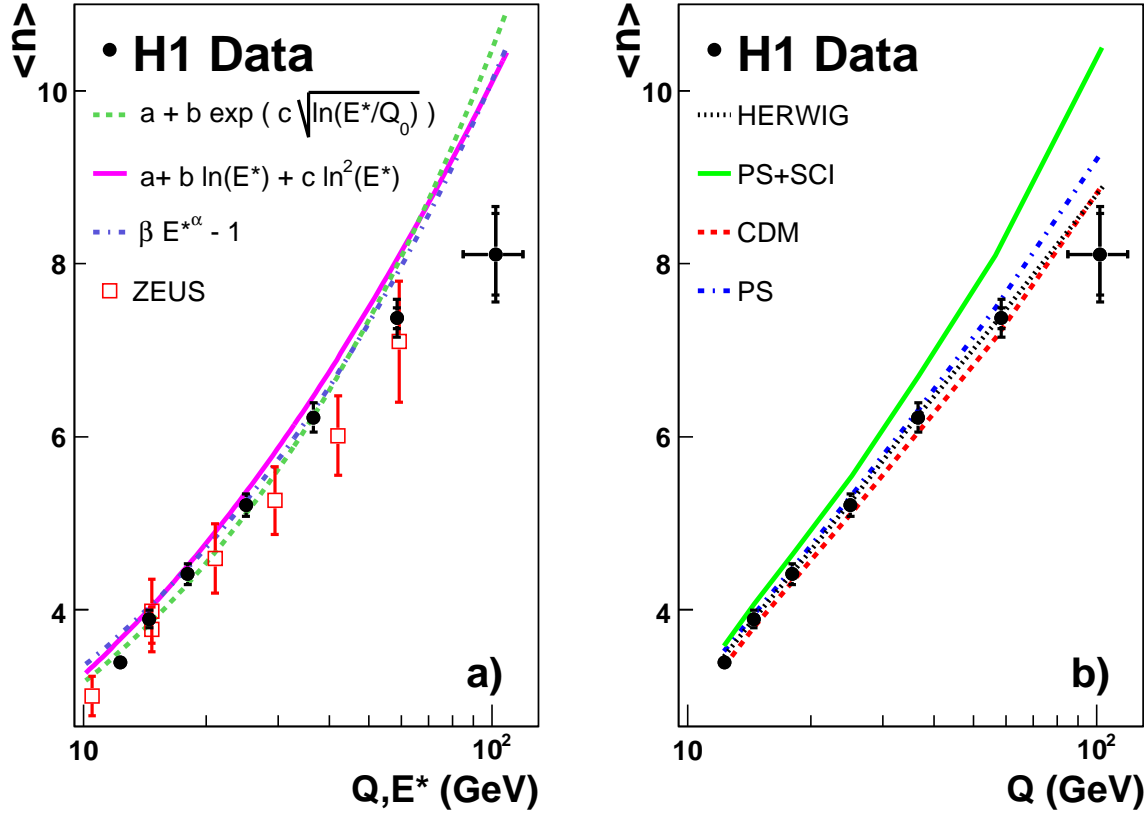 <n>
H1 Data
a + b exp ( c√ln(E*/Q₀) )
a+ b ln(E*) + c ln²(E*)
β E*^α - 1
ZEUS
10
8
6
4
a)
10
10²
Q,E* (GeV)
<n>
H1 Data
HERWIG
PS+SCI
CDM
PS
10
8
6
4
b)
10
10²
Q (GeV)